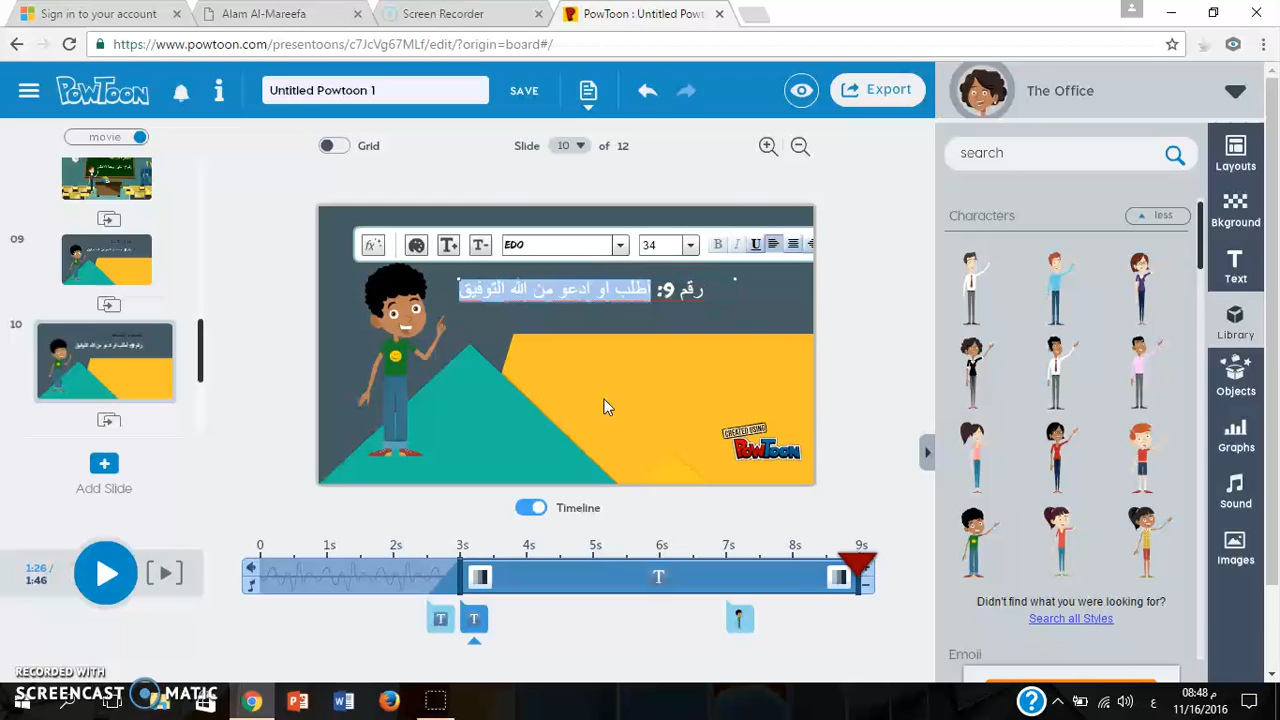 Sign in to your account
Alam Al-Mareefa
Screen Recorder
PowToon : Untitled Powt
https://www.powtoon.com/presentoons/c7JcVg67MLf/edit/?origin=board#/
POWTOON
Untitled Powtoon 1
SAVE
Export
The Office
movie
Grid
Slide 10 of 12
search
Layouts
Characters
less
Bkground
09
EDO
34
B I U
Text
رقم 9: اطلب او ادعو من الله التوفيق
10
Library
Objects
CREATED USING
POWTOON
Graphs
Add Slide
Timeline
Sound
0 1s 2s 3s 4s 5s 6s 7s 8s 9s
1:26 /
1:46
Images
Didn't find what you were looking for?
Search all Styles
Emoji
RECORDED WITH
SCREENCAST MATIC
08:48 م
11/16/2016
ع